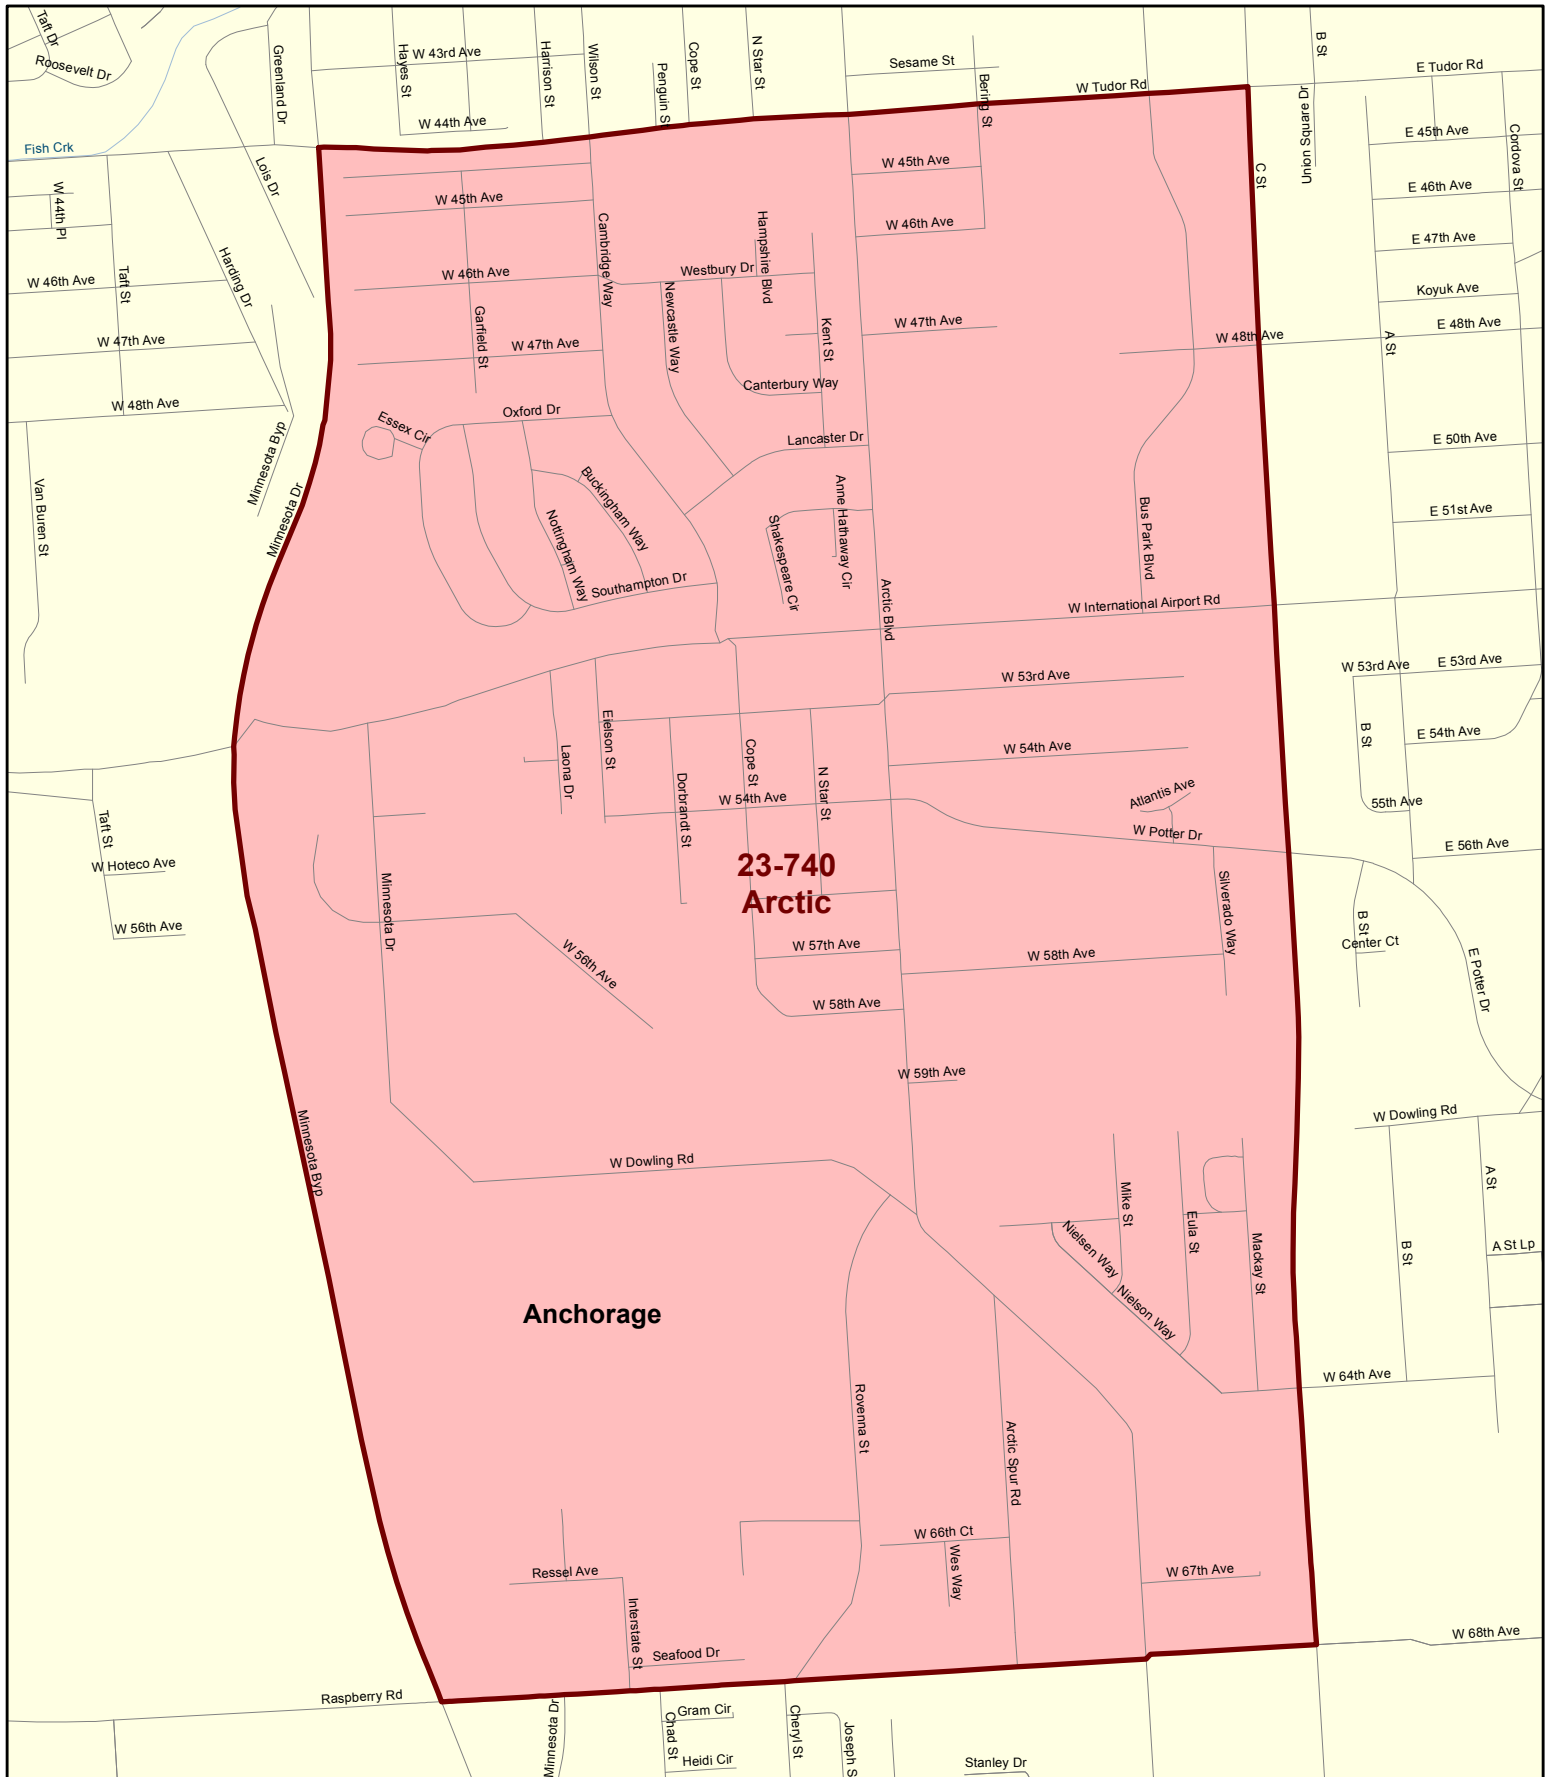 Taft Dr
Roosevelt Dr
Greenland Dr
Hayes St
W 43rd Ave
Harrison St
Wilson St
Penguin S
Cope St
N Star St
Sesame St
Bering St
W Tudor Rd
B St
E Tudor Rd
Union Square Dr
W 44th Ave
Fish Crk
Lois Dr
W 44th Pl
W 45th Ave
W 45th Ave
C St
E 45th Ave
Cordova St
E 46th Ave
Harding Dr
Taft St
W 46th Ave
W 46th Ave
Cambridge Way
Hampshire Blvd
Westbury Dr
W 46th Ave
E 47th Ave
Koyuk Ave
W 47th Ave
Garfield St
W 47th Ave
Newcastle Way
Kent St
W 47th Ave
W 48th Ave
A St
E 48th Ave
W 48th Ave
Canterbury Way
Essex Cir
Oxford Dr
Lancaster Dr
E 50th Ave
Minnesota Byp
Van Buren St
Minnesota Dr
Buckingham Way
Nottingham Way
Southampton Dr
Shakespeare Cir
Anne Hathaway Cir
Arctic Blvd
Bus Park Blvd
E 51st Ave
W International Airport Rd
W 53rd Ave
W 53rd Ave
E 53rd Ave
Eielson St
Laona Dr
Cope St
Dorbrandt St
N Star St
W 54th Ave
W 54th Ave
B St
E 54th Ave
Atlantis Ave
55th Ave
W Potter Dr
E 56th Ave
Taft St
W Hoteco Ave
W 56th Ave
Minnesota Dr
23-740
Arctic
W 56th Ave
W 57th Ave
W 58th Ave
W 58th Ave
Silverado Way
B St
Center Ct
E Potter Dr
W 59th Ave
Minnesota Byp
W Dowling Rd
W Dowling Rd
Mike St
Eula St
Nielsen Way
Nielson Way
Mackay St
A St
B St
A St Lp
Anchorage
W 64th Ave
Rovenna St
Arctic Spur Rd
W 66th Ct
Wes Way
W 67th Ave
Ressel Ave
Interstate St
Seafood Dr
W 68th Ave
Raspberry Rd
Minnesota Dr
Chad St
Gram Cir
Heidi Cir
Cheryl St
Joseph S
Stanley Dr